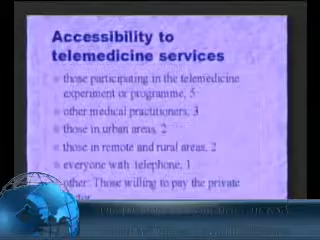 Accessibility to
telemedicine services
those participating in the telemedicine
experiment or programme, 5
other medical practitioners, 3
those in urban areas, 2
those in remote and rural areas, 2
everyone with telephone, 1
other: Those willing to pay the private